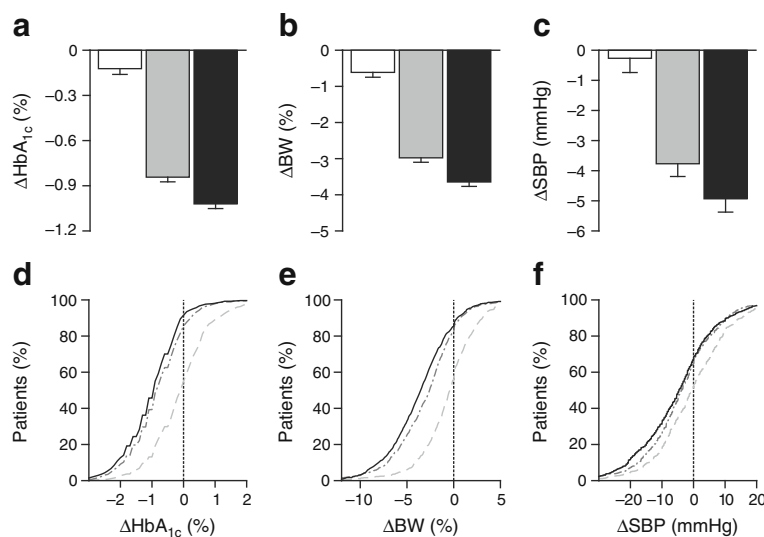 a
0
−0.3
−0.6
−0.9
−1.2
ΔHbA1c (%)
b
0
−1
−2
−3
−4
−5
ΔBW (%)
c
0
−1
−2
−3
−4
−5
−6
ΔSBP (mmHg)
d
100
80
60
40
20
0
Patients (%)
−2 −1 0 1 2
ΔHbA1c (%)
e
100
80
60
40
20
0
Patients (%)
−10 −5 0 5
ΔBW (%)
f
100
80
60
40
20
0
Patients (%)
−20 −10 0 10 20
ΔSBP (mmHg)